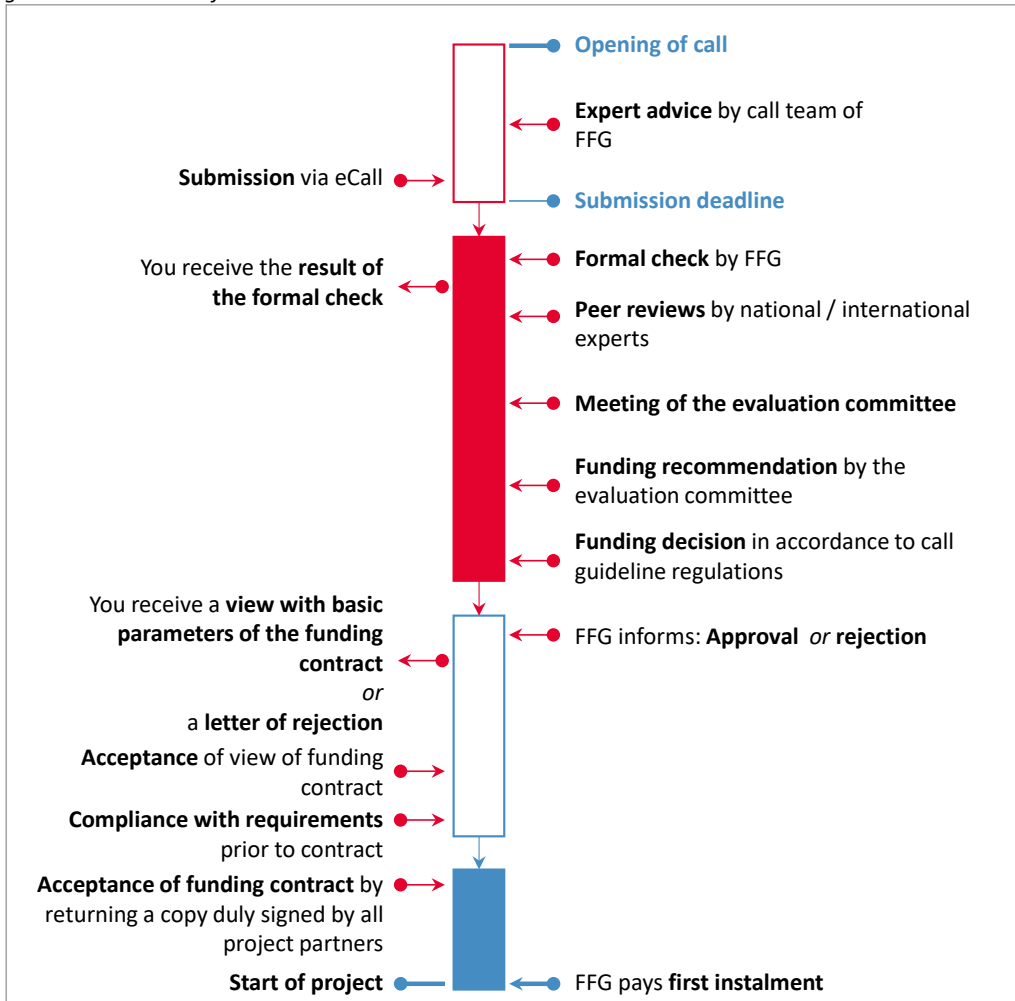 Opening of call
Expert advice by call team of
FFG
Submission via eCall
Submission deadline
Formal check by FFG
You receive the result of
the formal check
Peer reviews by national / international
experts
Meeting of the evaluation committee
Funding recommendation by the
evaluation committee
Funding decision in accordance to call
guideline regulations
You receive a view with basic
parameters of the funding
contract
or
a letter of rejection
FFG informs: Approval or rejection
Acceptance of view of funding
contract
Compliance with requirements
prior to contract
Acceptance of funding contract by
returning a copy duly signed by all
project partners
Start of project
FFG pays first instalment